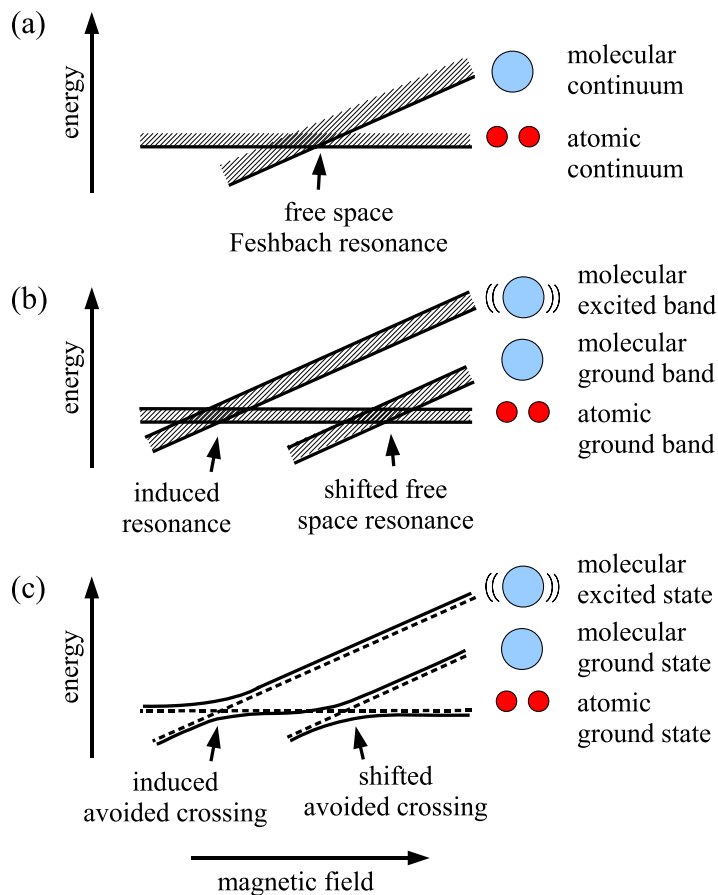 (a)
energy
molecular
continuum
atomic
continuum
free space
Feshbach resonance
(b)
energy
molecular
excited band
molecular
ground band
atomic
ground band
induced
resonance
shifted free
space resonance
(c)
energy
molecular
excited state
molecular
ground state
atomic
ground state
induced
avoided crossing
shifted
avoided crossing
magnetic field